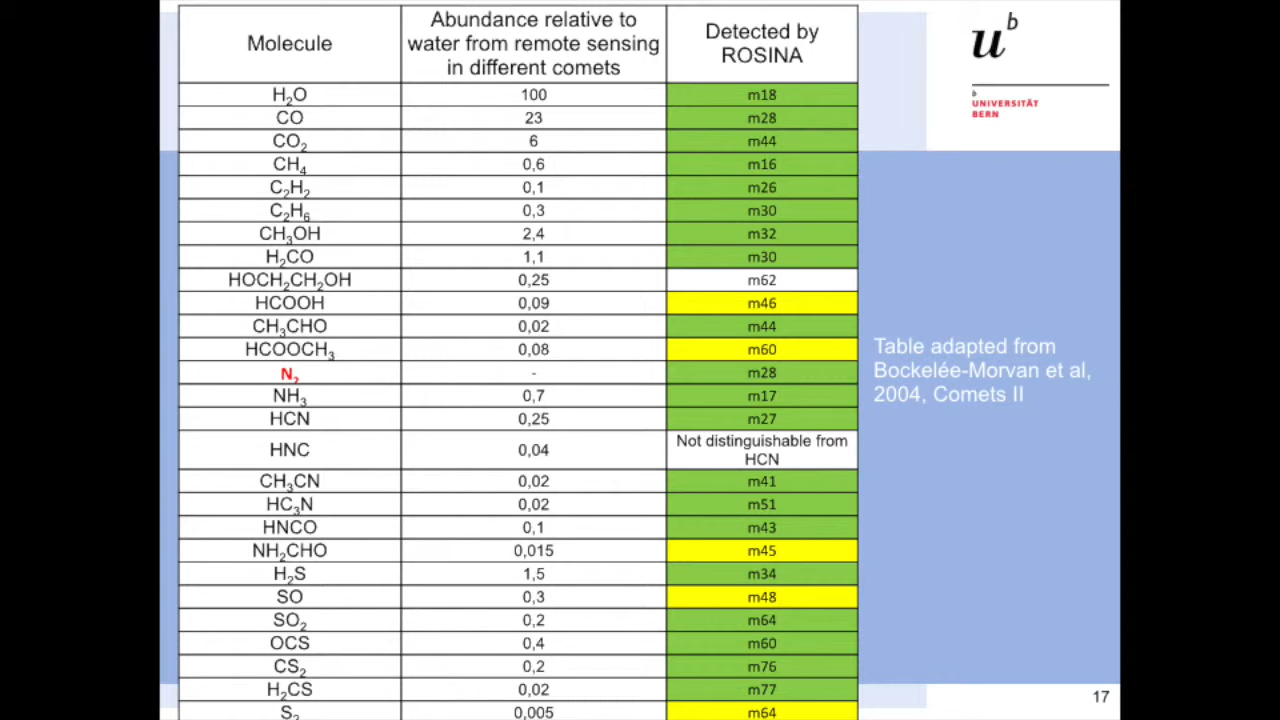 Molecule | Abundance relative to water from remote sensing in different comets | Detected by ROSINA
H₂O | 100 | m18
CO | 23 | m28
CO₂ | 6 | m44
CH₄ | 0,6 | m16
C₂H₂ | 0,1 | m26
C₂H₆ | 0,3 | m30
CH₃OH | 2,4 | m32
H₂CO | 1,1 | m30
HOCH₂CH₂OH | 0,25 | m62
HCOOH | 0,09 | m46
CH₃CHO | 0,02 | m44
HCOOCH₃ | 0,08 | m60
N₂ | - | m28
NH₃ | 0,7 | m17
HCN | 0,25 | m27
HNC | 0,04 | Not distinguishable from HCN
CH₃CN | 0,02 | m41
HC₃N | 0,02 | m51
HNCO | 0,1 | m43
NH₂CHO | 0,015 | m45
H₂S | 1,5 | m34
SO | 0,3 | m48
SO₂ | 0,2 | m64
OCS | 0,4 | m60
CS₂ | 0,2 | m76
H₂CS | 0,02 | m77
S₂ | 0,005 | m64
u b
b
UNIVERSITÄT
BERN
Table adapted from
Bockelée-Morvan et al,
2004, Comets II
17